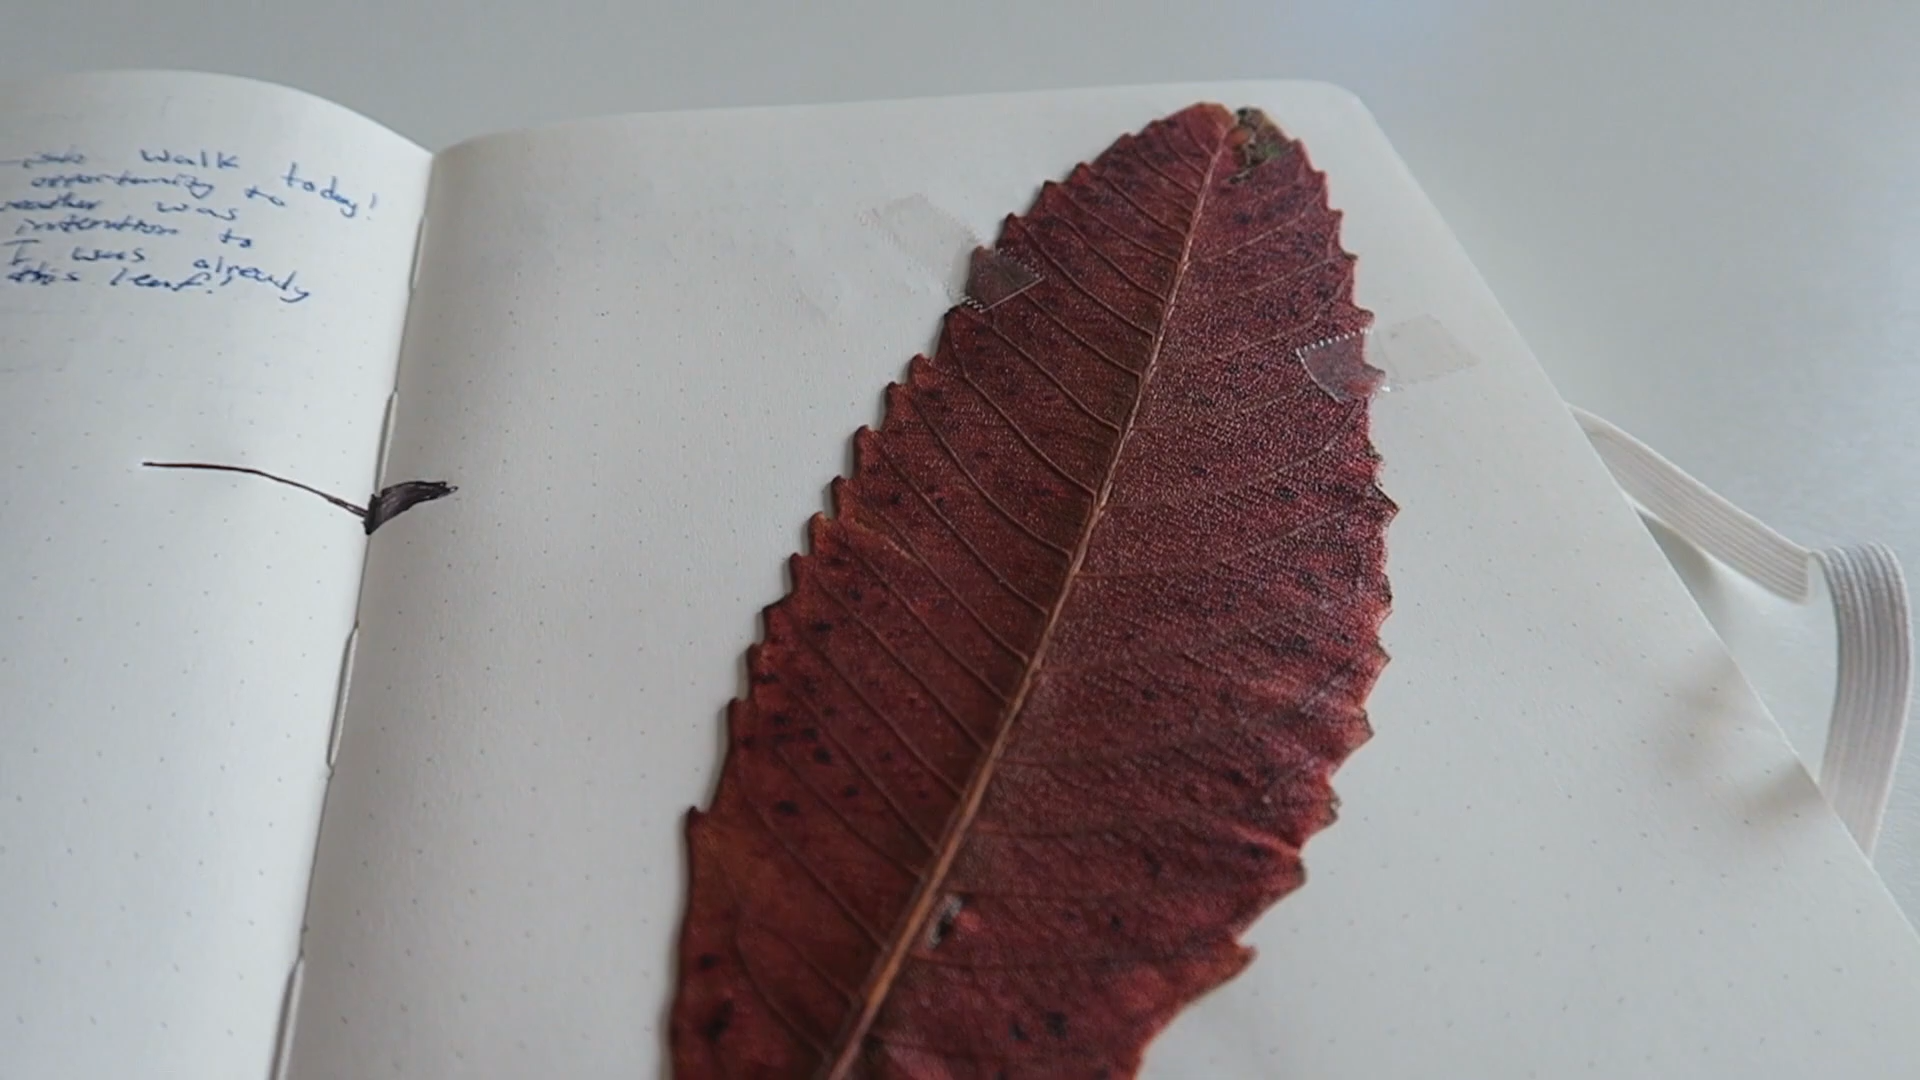 walk today!
opportunity to
weather was
intention to
I was already
this leaf.